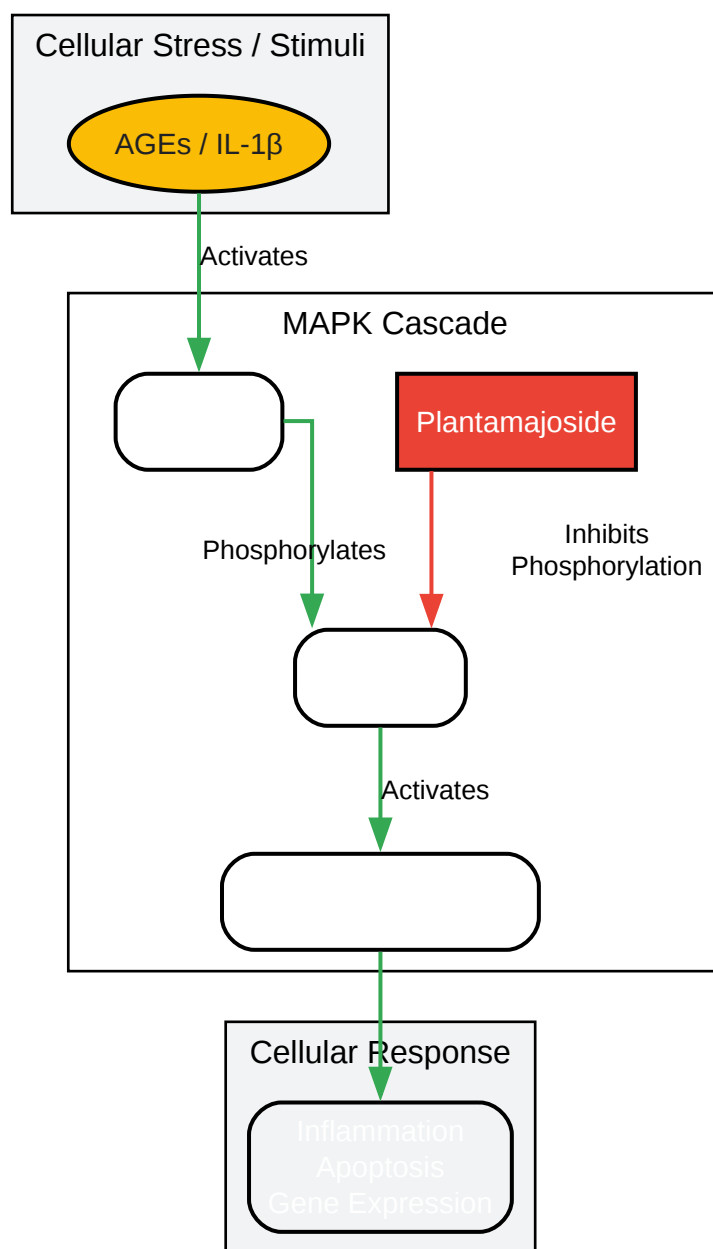 Cellular Stress / Stimuli
AGEs / IL-1β
Activates
MAPK Cascade
Plantamajoside
Phosphorylates
Inhibits
Phosphorylation
Activates
Cellular Response
Inflammation
Apoptosis
Gene Expression